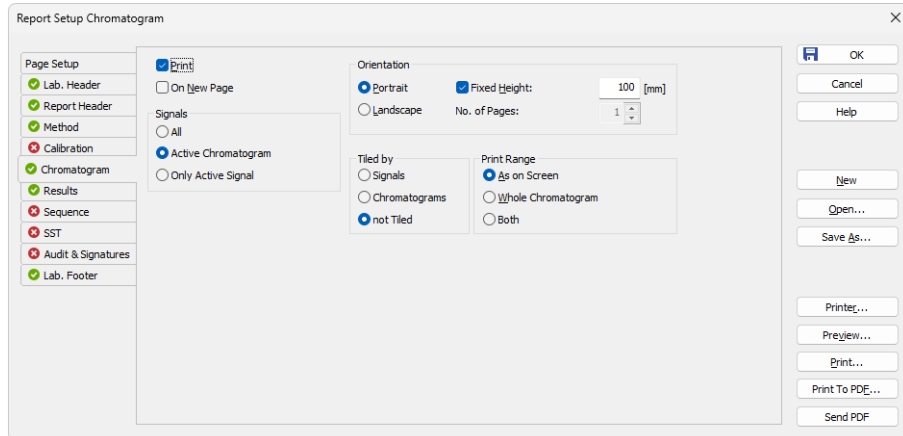 Report Setup Chromatogram
Page Setup
Lab. Header
Report Header
Method
Calibration
Chromatogram
Results
Sequence
SST
Audit & Signatures
Lab. Footer
Print
On New Page
Signals
All
Active Chromatogram
Only Active Signal
Orientation
Portrait
Fixed Height: 100 [mm]
Landscape
No. of Pages: 1
Tiled by
Signals
Chromatograms
not Tiled
Print Range
As on Screen
Whole Chromatogram
Both
OK
Cancel
Help
New
Open...
Save As...
Printer...
Preview...
Print...
Print To PDF...
Send PDF